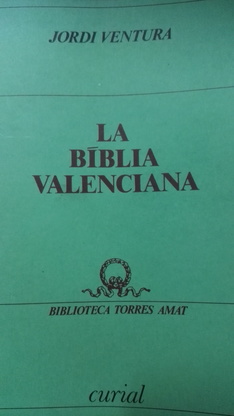 JORDI VENTURA
LA
BÍBLIA
VALENCIANA
BIBLIOTECA TORRES AMAT
curial